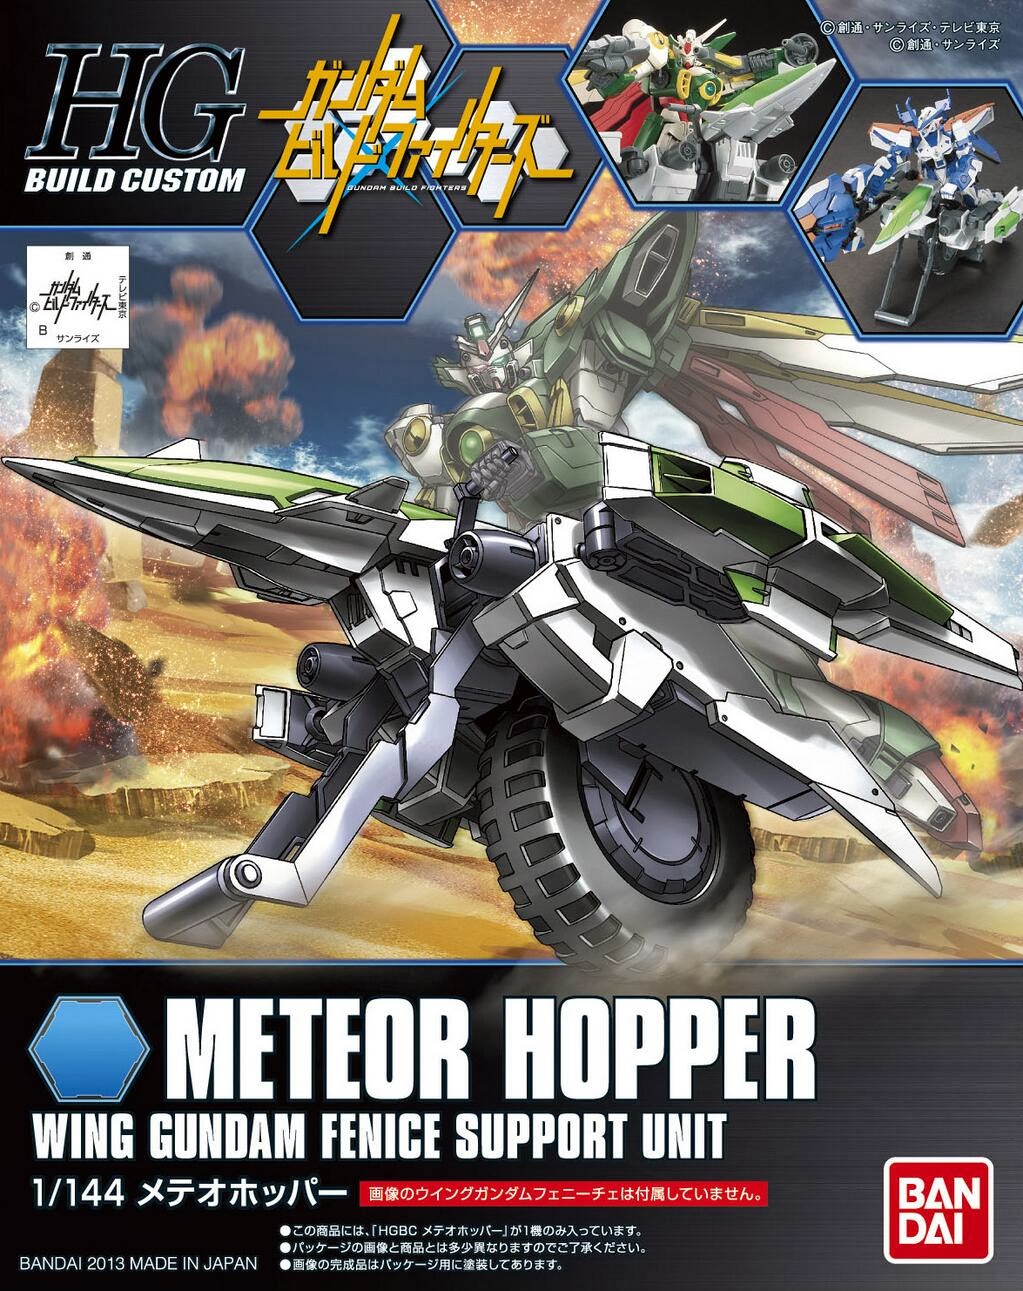 HG
BUILD CUSTOM
ガンダム
ビルドファイターズ
GUNDAM BUILD FIGHTERS
©創通・サンライズ・テレビ東京
©創通・サンライズ
創通
ガンダム
ビルドファイターズ
©
テレビ東京
B
サンライズ
METEOR HOPPER
WING GUNDAM FENICE SUPPORT UNIT
1/144 メテオホッパー
画像のウイングガンダムフェニーチェは付属していません。
●この商品には、「HGBC メテオホッパー」が1機のみ入っています。
●パッケージの画像と商品とは多少異なりますのでご了承ください。
●画像の完成品はパッケージ用に塗装してあります。
BANDAI 2013 MADE IN JAPAN
BAN
DAI